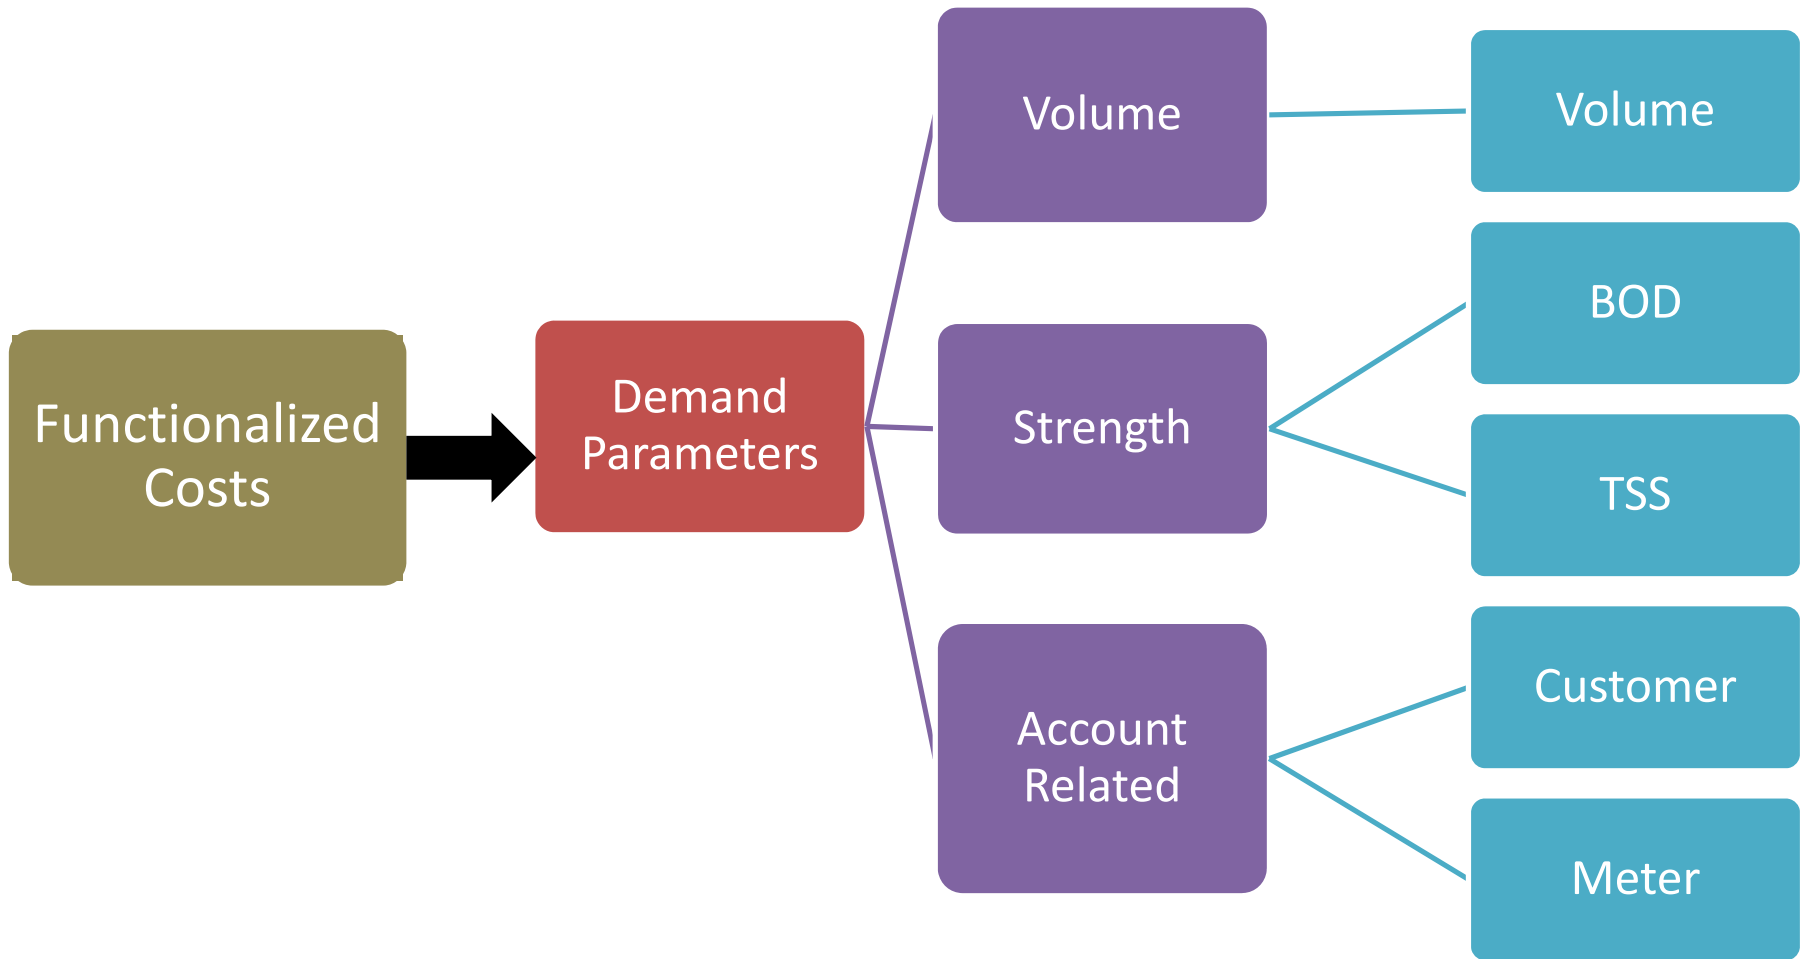 Functionalized
Costs
Demand
Parameters
Volume
Strength
Account
Related
Volume
BOD
TSS
Customer
Meter